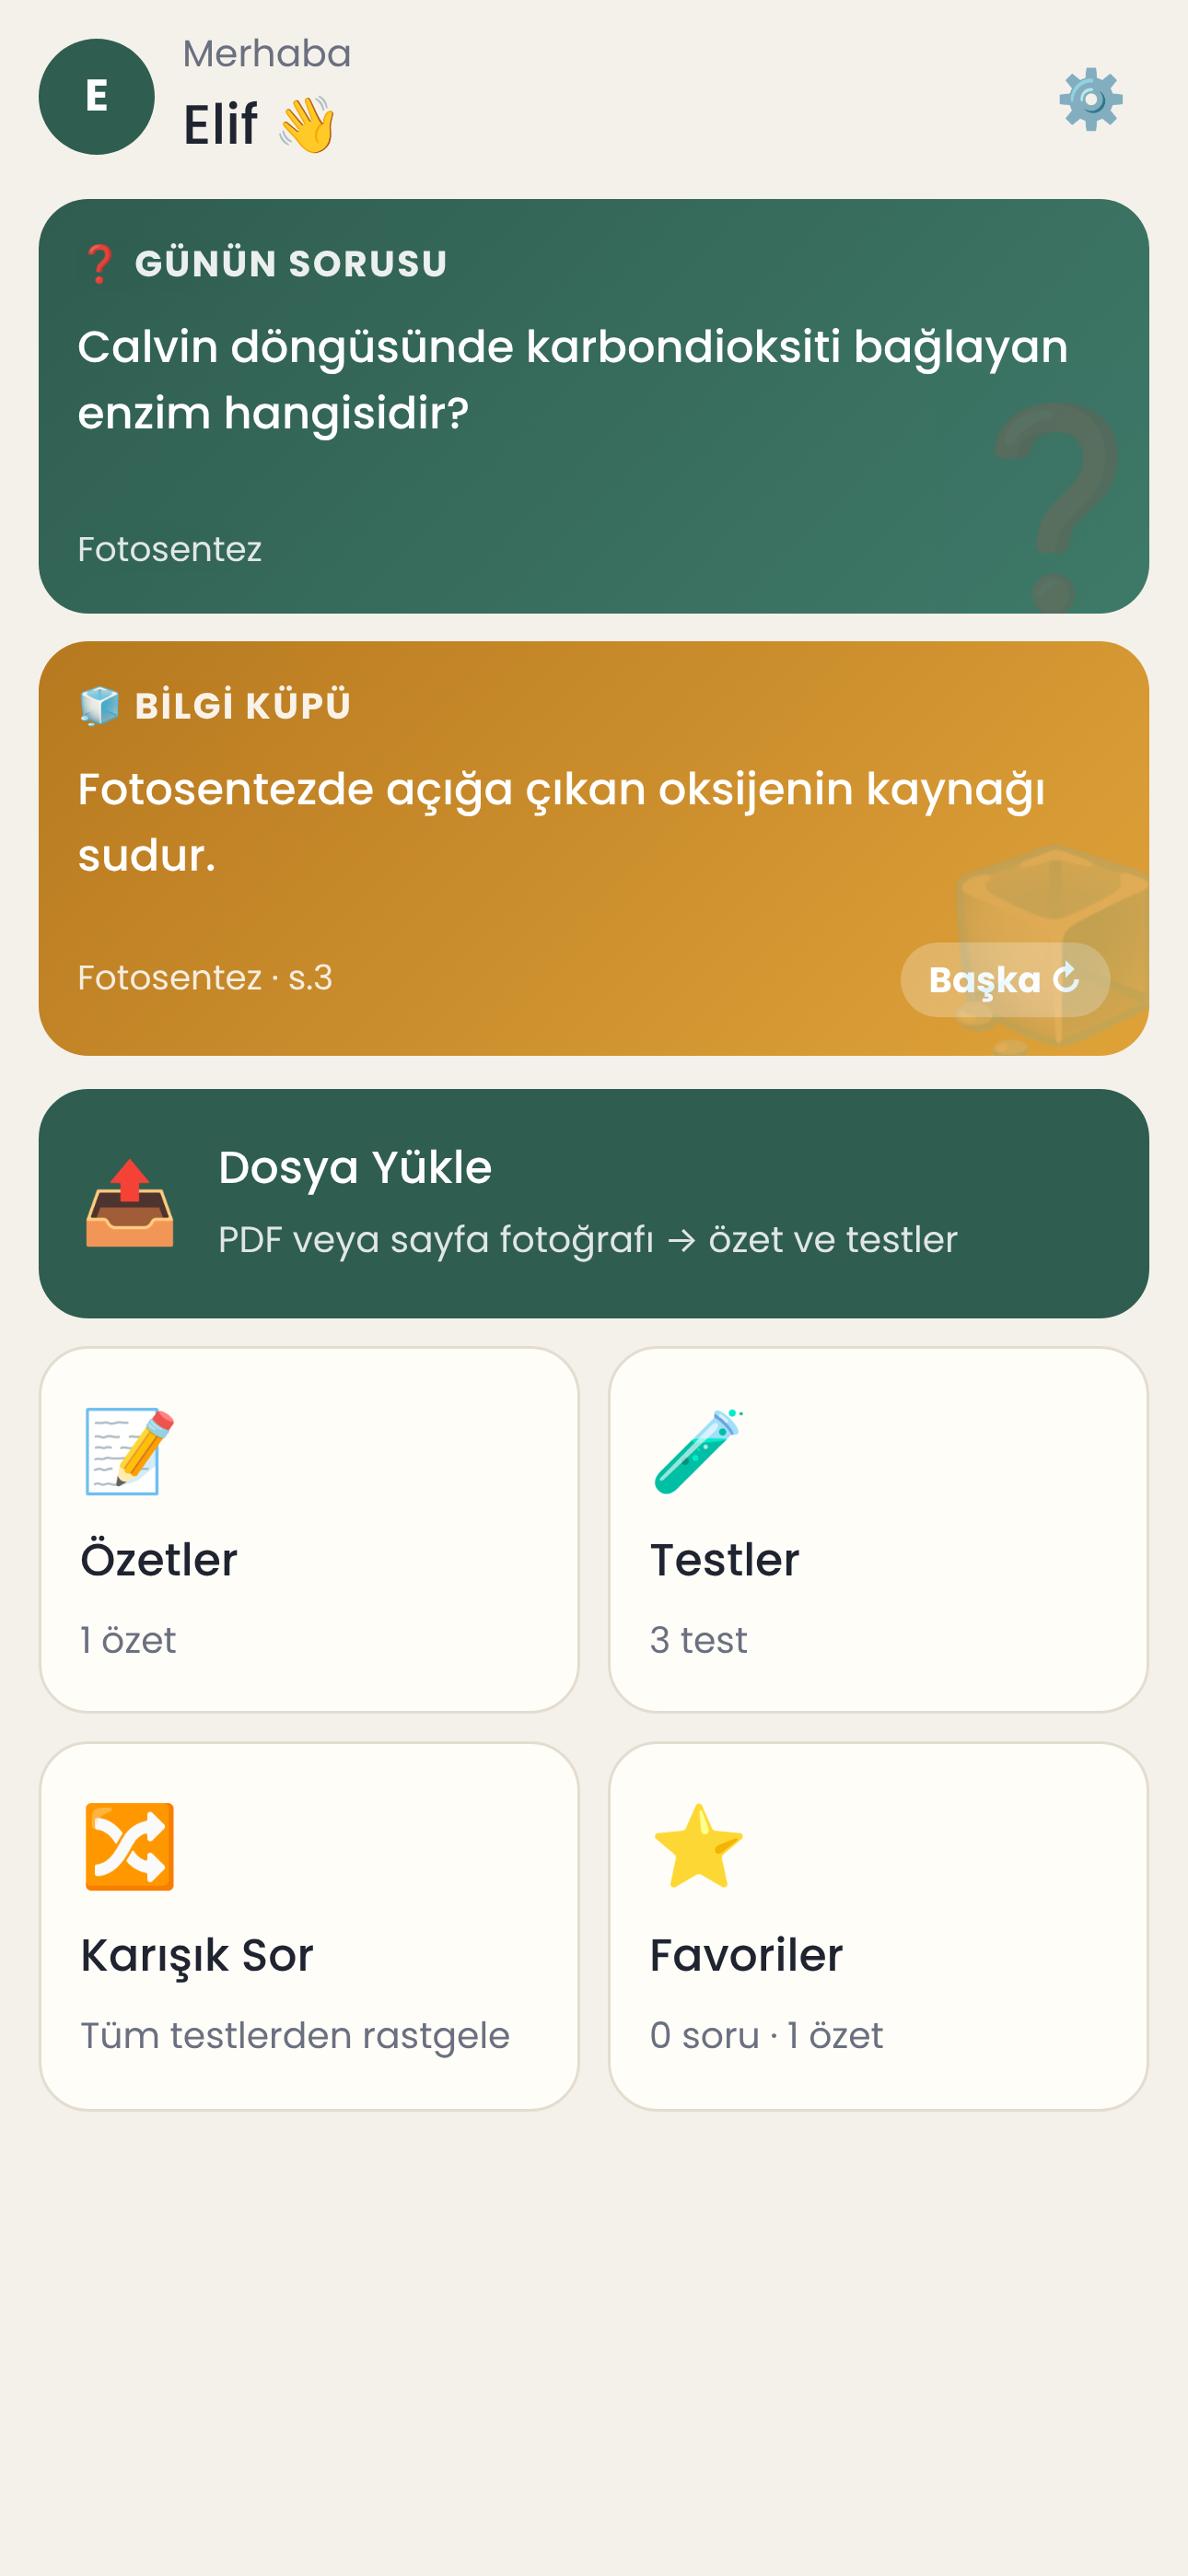 E
Merhaba
Elif 👋
⚙️
❓ GÜNÜN SORUSU
Calvin döngüsünde karbondioksiti bağlayan
enzim hangisidir?
Fotosentez
🧊 BİLGİ KÜPÜ
Fotosentezde açığa çıkan oksijenin kaynağı
sudur.
Fotosentez · s.3
Başka ↻
Dosya Yükle
PDF veya sayfa fotoğrafı → özet ve testler
Özetler
1 özet
Testler
3 test
Karışık Sor
Tüm testlerden rastgele
Favoriler
0 soru · 1 özet